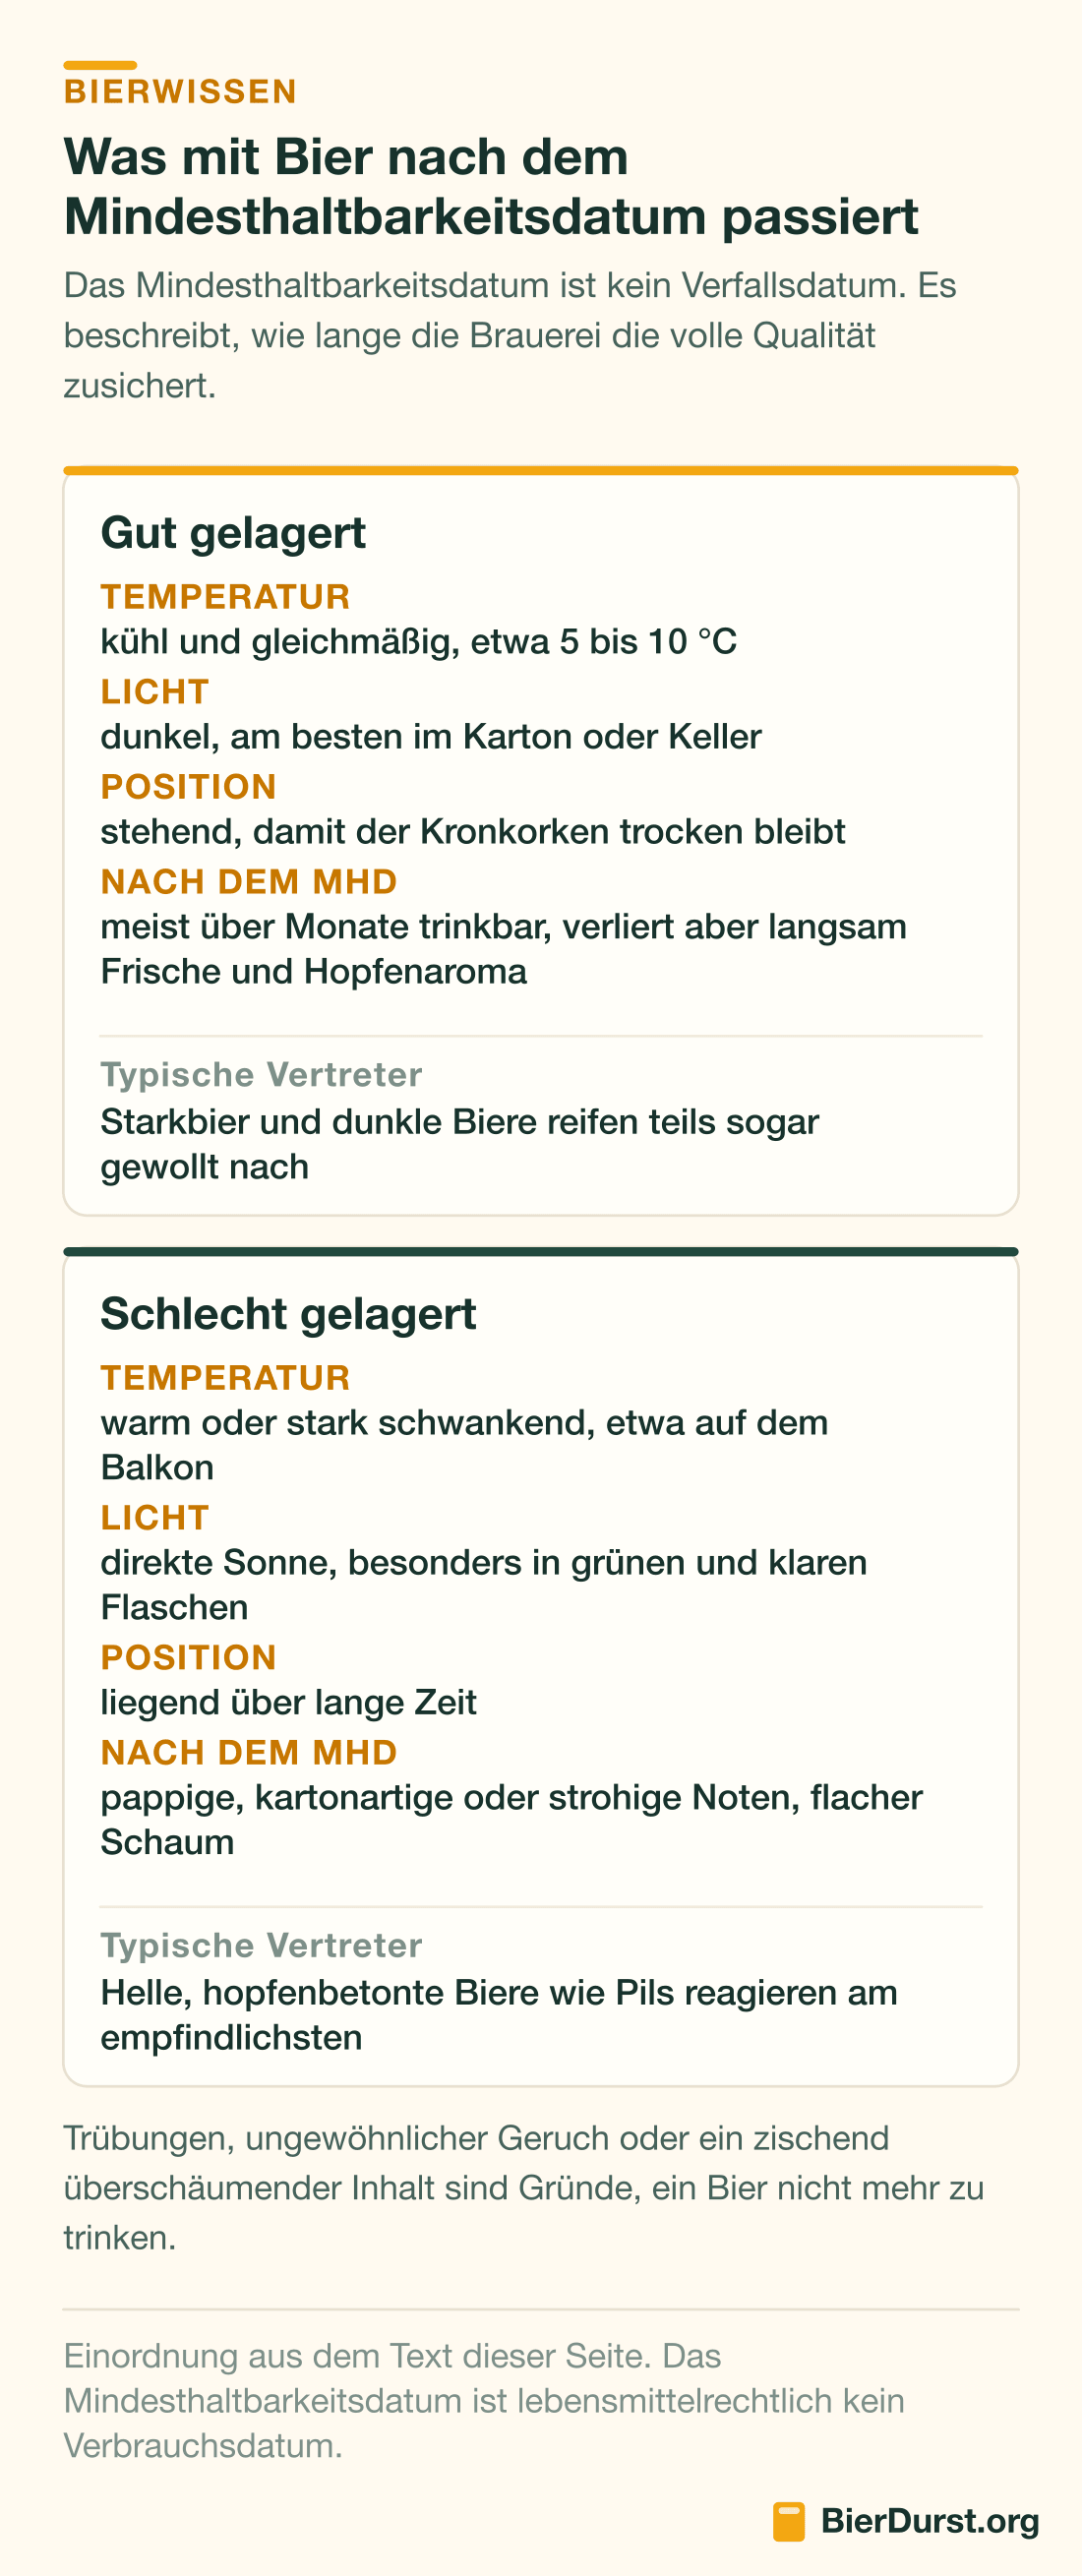 BIERWISSEN
Was mit Bier nach dem
Mindesthaltbarkeitsdatum passiert
Das Mindesthaltbarkeitsdatum ist kein Verfallsdatum. Es
beschreibt, wie lange die Brauerei die volle Qualität
zusichert.
Gut gelagert
TEMPERATUR
kühl und gleichmäßig, etwa 5 bis 10 °C
LICHT
dunkel, am besten im Karton oder Keller
POSITION
stehend, damit der Kronkorken trocken bleibt
NACH DEM MHD
meist über Monate trinkbar, verliert aber langsam
Frische und Hopfenaroma
Typische Vertreter
Starkbier und dunkle Biere reifen teils sogar
gewollt nach
Schlecht gelagert
TEMPERATUR
warm oder stark schwankend, etwa auf dem
Balkon
LICHT
direkte Sonne, besonders in grünen und klaren
Flaschen
POSITION
liegend über lange Zeit
NACH DEM MHD
pappige, kartonartige oder strohige Noten, flacher
Schaum
Typische Vertreter
Helle, hopfenbetonte Biere wie Pils reagieren am
empfindlichsten
Trübungen, ungewöhnlicher Geruch oder ein zischend
überschäumender Inhalt sind Gründe, ein Bier nicht mehr zu
trinken.
Einordnung aus dem Text dieser Seite. Das
Mindesthaltbarkeitsdatum ist lebensmittelrechtlich kein
Verbrauchsdatum.
BierDurst.org